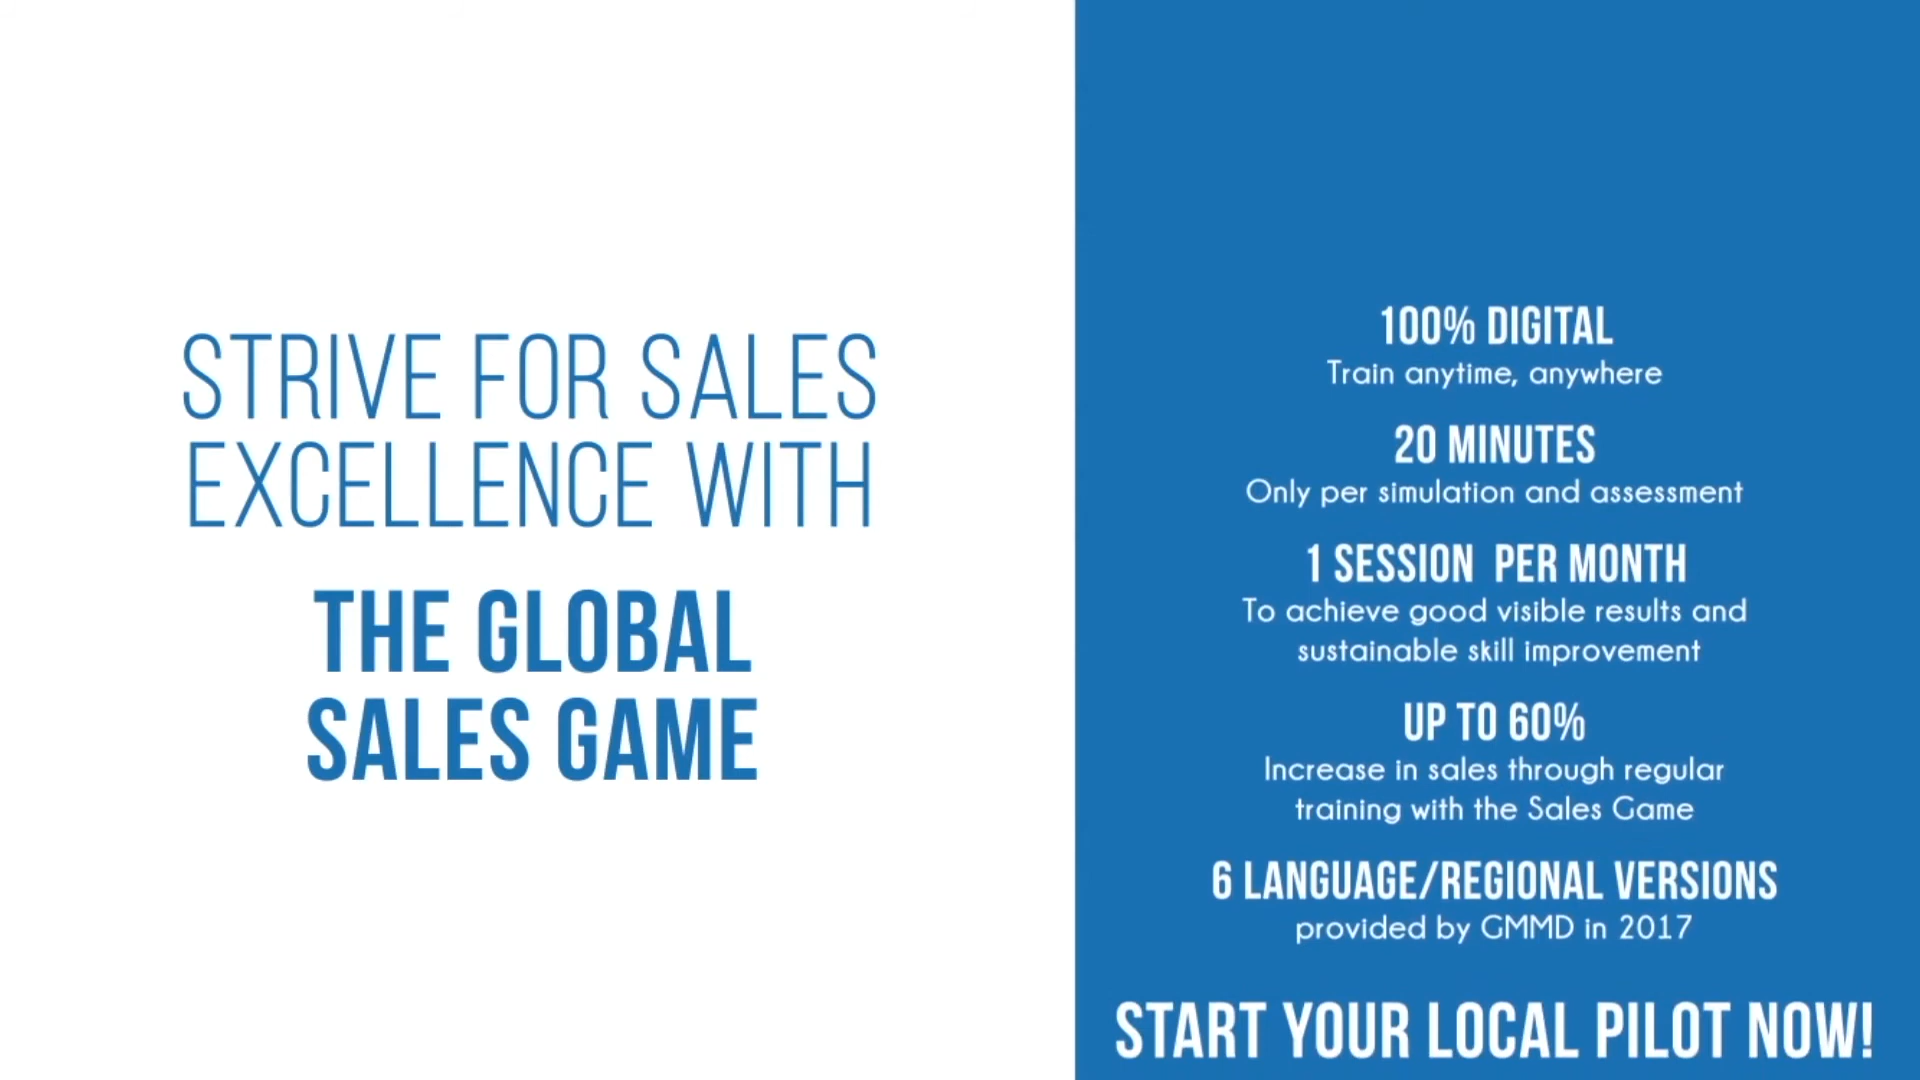 STRIVE FOR SALES
EXCELLENCE WITH
THE GLOBAL
SALES GAME
100% DIGITAL
Train anytime, anywhere
20 MINUTES
Only per simulation and assessment
1 SESSION PER MONTH
To achieve good visible results and
sustainable skill improvement
UP TO 60%
Increase in sales through regular
training with the Sales Game
6 LANGUAGE/REGIONAL VERSIONS
provided by GMMD in 2017
START YOUR LOCAL PILOT NOW!